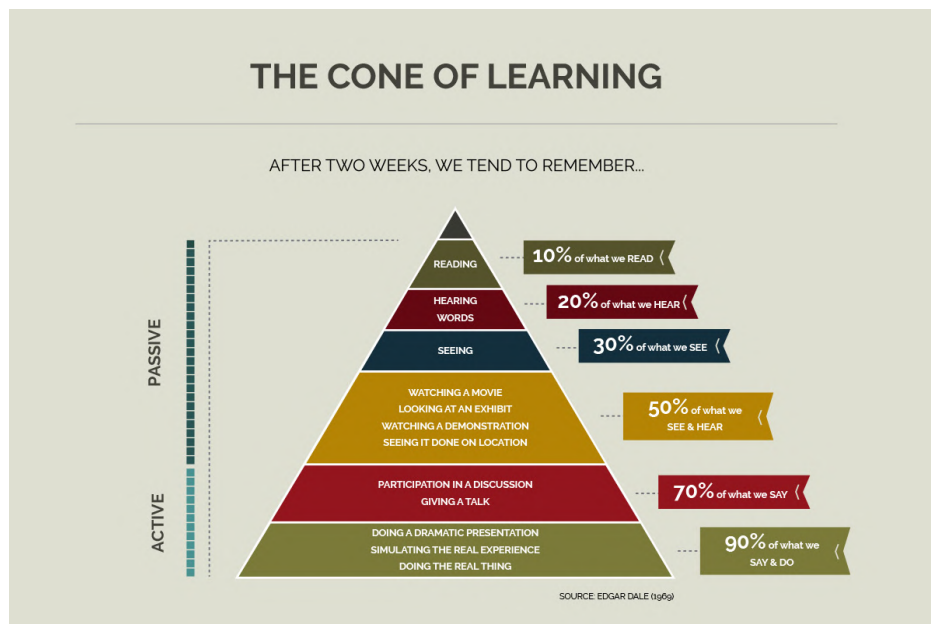 THE CONE OF LEARNING
AFTER TWO WEEKS, WE TEND TO REMEMBER...
PASSIVE
ACTIVE
READING
10% of what we READ
HEARING
WORDS
20% of what we HEAR
SEEING
30% of what we SEE
WATCHING A MOVIE
LOOKING AT AN EXHIBIT
WATCHING A DEMONSTRATION
SEEING IT DONE ON LOCATION
50% of what we
SEE & HEAR
PARTICIPATION IN A DISCUSSION
GIVING A TALK
70% of what we SAY
DOING A DRAMATIC PRESENTATION
SIMULATING THE REAL EXPERIENCE
DOING THE REAL THING
90% of what we
SAY & DO
SOURCE: EDGAR DALE (1969)